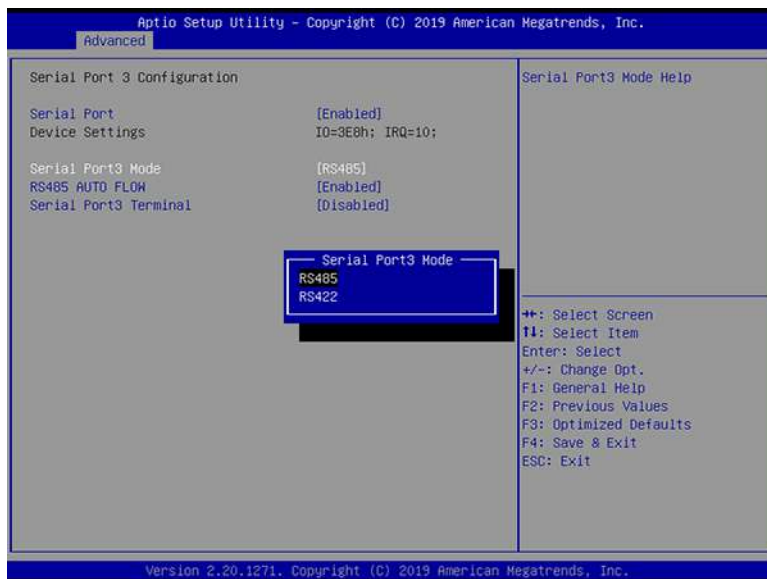 Aptio Setup Utility – Copyright (C) 2019 American Megatrends, Inc.
Advanced
Serial Port 3 Configuration
Serial Port [Enabled]
Device Settings IO=3E8h; IRQ=10;
Serial Port3 Mode [RS485]
RS485 AUTO FLOW [Enabled]
Serial Port3 Terminal [Disabled]
Serial Port3 Mode
RS485
RS422
Serial Port3 Mode Help
→←: Select Screen
↑↓: Select Item
Enter: Select
+/-: Change Opt.
F1: General Help
F2: Previous Values
F3: Optimized Defaults
F4: Save & Exit
ESC: Exit
Version 2.20.1271. Copyright (C) 2019 American Megatrends, Inc.